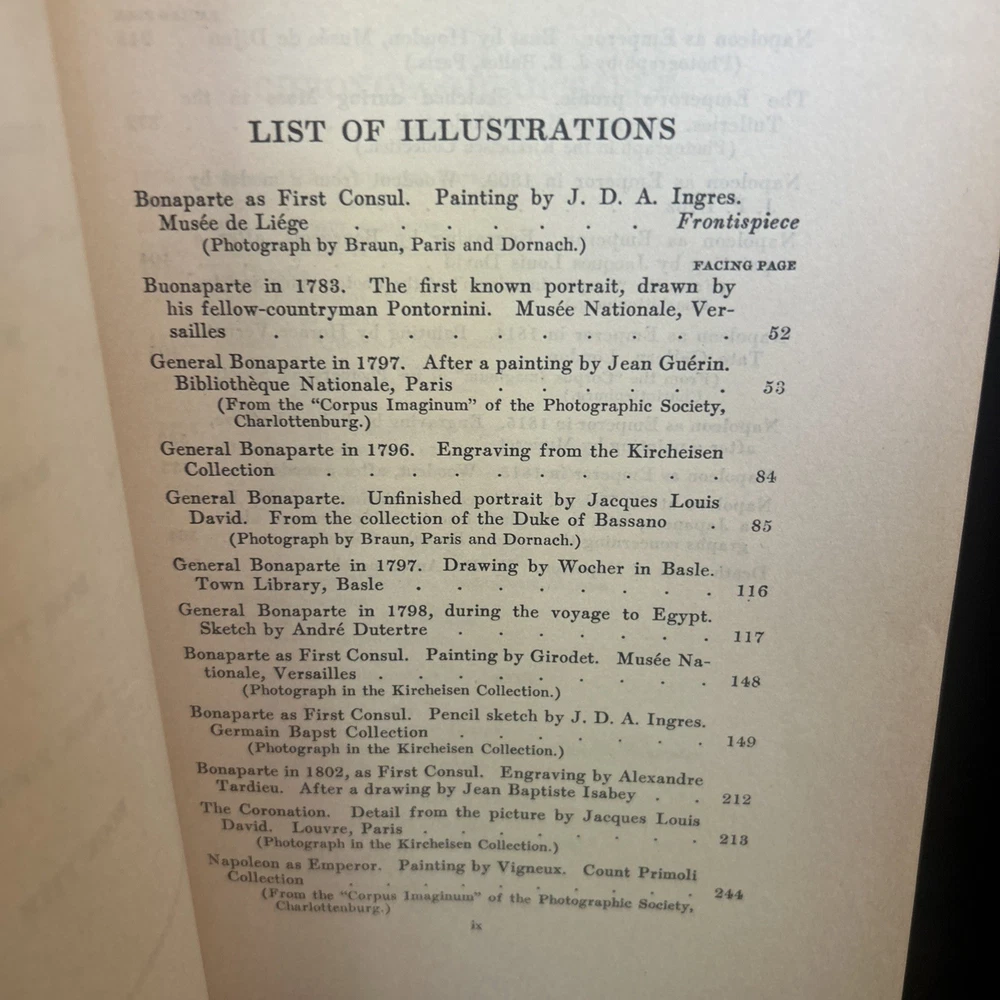 LIST OF ILLUSTRATIONS
Bonaparte as First Consul. Painting by J. D. A. Ingres.
Musée de Liége . . . . . . . Frontispiece
(Photograph by Braun, Paris and Dornach.)
FACING PAGE
Buonaparte in 1783. The first known portrait, drawn by
his fellow-countryman Pontornini. Musée Nationale, Ver-
sailles . . . . . . . . . . . 52
General Bonaparte in 1797. After a painting by Jean Guérin.
Bibliothèque Nationale, Paris . . . . . . 53
(From the "Corpus Imaginum" of the Photographic Society,
Charlottenburg.)
General Bonaparte in 1796. Engraving from the Kircheisen
Collection . . . . . . . . . . 84
General Bonaparte. Unfinished portrait by Jacques Louis
David. From the collection of the Duke of Bassano . 85
(Photograph by Braun, Paris and Dornach.)
General Bonaparte in 1797. Drawing by Wocher in Basle.
Town Library, Basle . . . . . . . . 116
General Bonaparte in 1798, during the voyage to Egypt.
Sketch by André Dutertre . . . . . . . 117
Bonaparte as First Consul. Painting by Girodet. Musée Na-
tionale, Versailles . . . . . . . . . 148
(Photograph in the Kircheisen Collection.)
Bonaparte as First Consul. Pencil sketch by J. D. A. Ingres.
Germain Bapst Collection . . . . . . . 149
(Photograph in the Kircheisen Collection.)
Bonaparte in 1802, as First Consul. Engraving by Alexandre
Tardieu. After a drawing by Jean Baptiste Isabey . . 212
The Coronation. Detail from the picture by Jacques Louis
David. Louvre, Paris . . . . . . . . 213
(Photograph in the Kircheisen Collection.)
Napoleon as Emperor. Painting by Vigneux. Count Primoli
Collection . . . . . . . . . . 244
(From the "Corpus Imaginum" of the Photographic Society,
Charlottenburg.)
ix